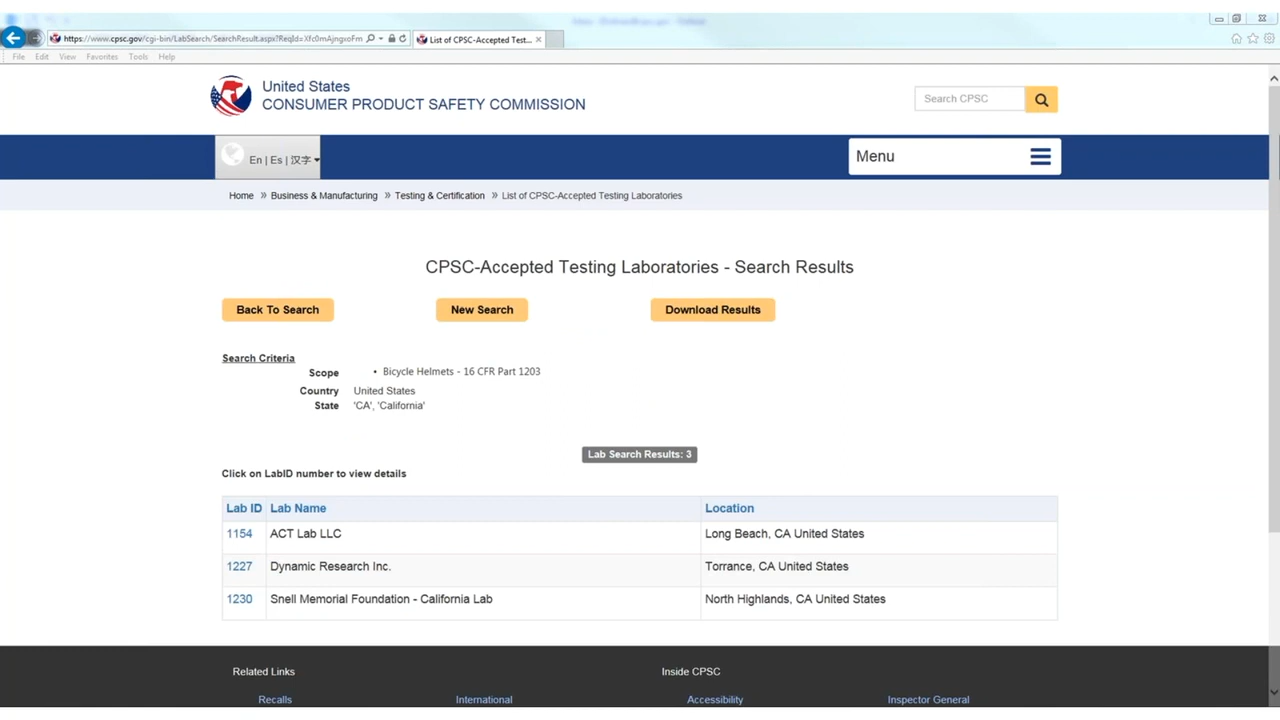 https://www.cpsc.gov/cgi-bin/LabSearch/SearchResult.aspx?ReqId=Xfc0mAjngxoFm
List of CPSC-Accepted Test...
File Edit View Favorites Tools Help
United States
CONSUMER PRODUCT SAFETY COMMISSION
Search CPSC
En | Es | 汉字
Menu
Home » Business & Manufacturing » Testing & Certification » List of CPSC-Accepted Testing Laboratories
CPSC-Accepted Testing Laboratories - Search Results
Back To Search New Search Download Results
Search Criteria
Scope • Bicycle Helmets - 16 CFR Part 1203
Country United States
State 'CA', 'California'
Lab Search Results: 3
Click on LabID number to view details
Lab ID Lab Name Location
1154 ACT Lab LLC Long Beach, CA United States
1227 Dynamic Research Inc. Torrance, CA United States
1230 Snell Memorial Foundation - California Lab North Highlands, CA United States
Related Links Inside CPSC
Recalls International Accessibility Inspector General